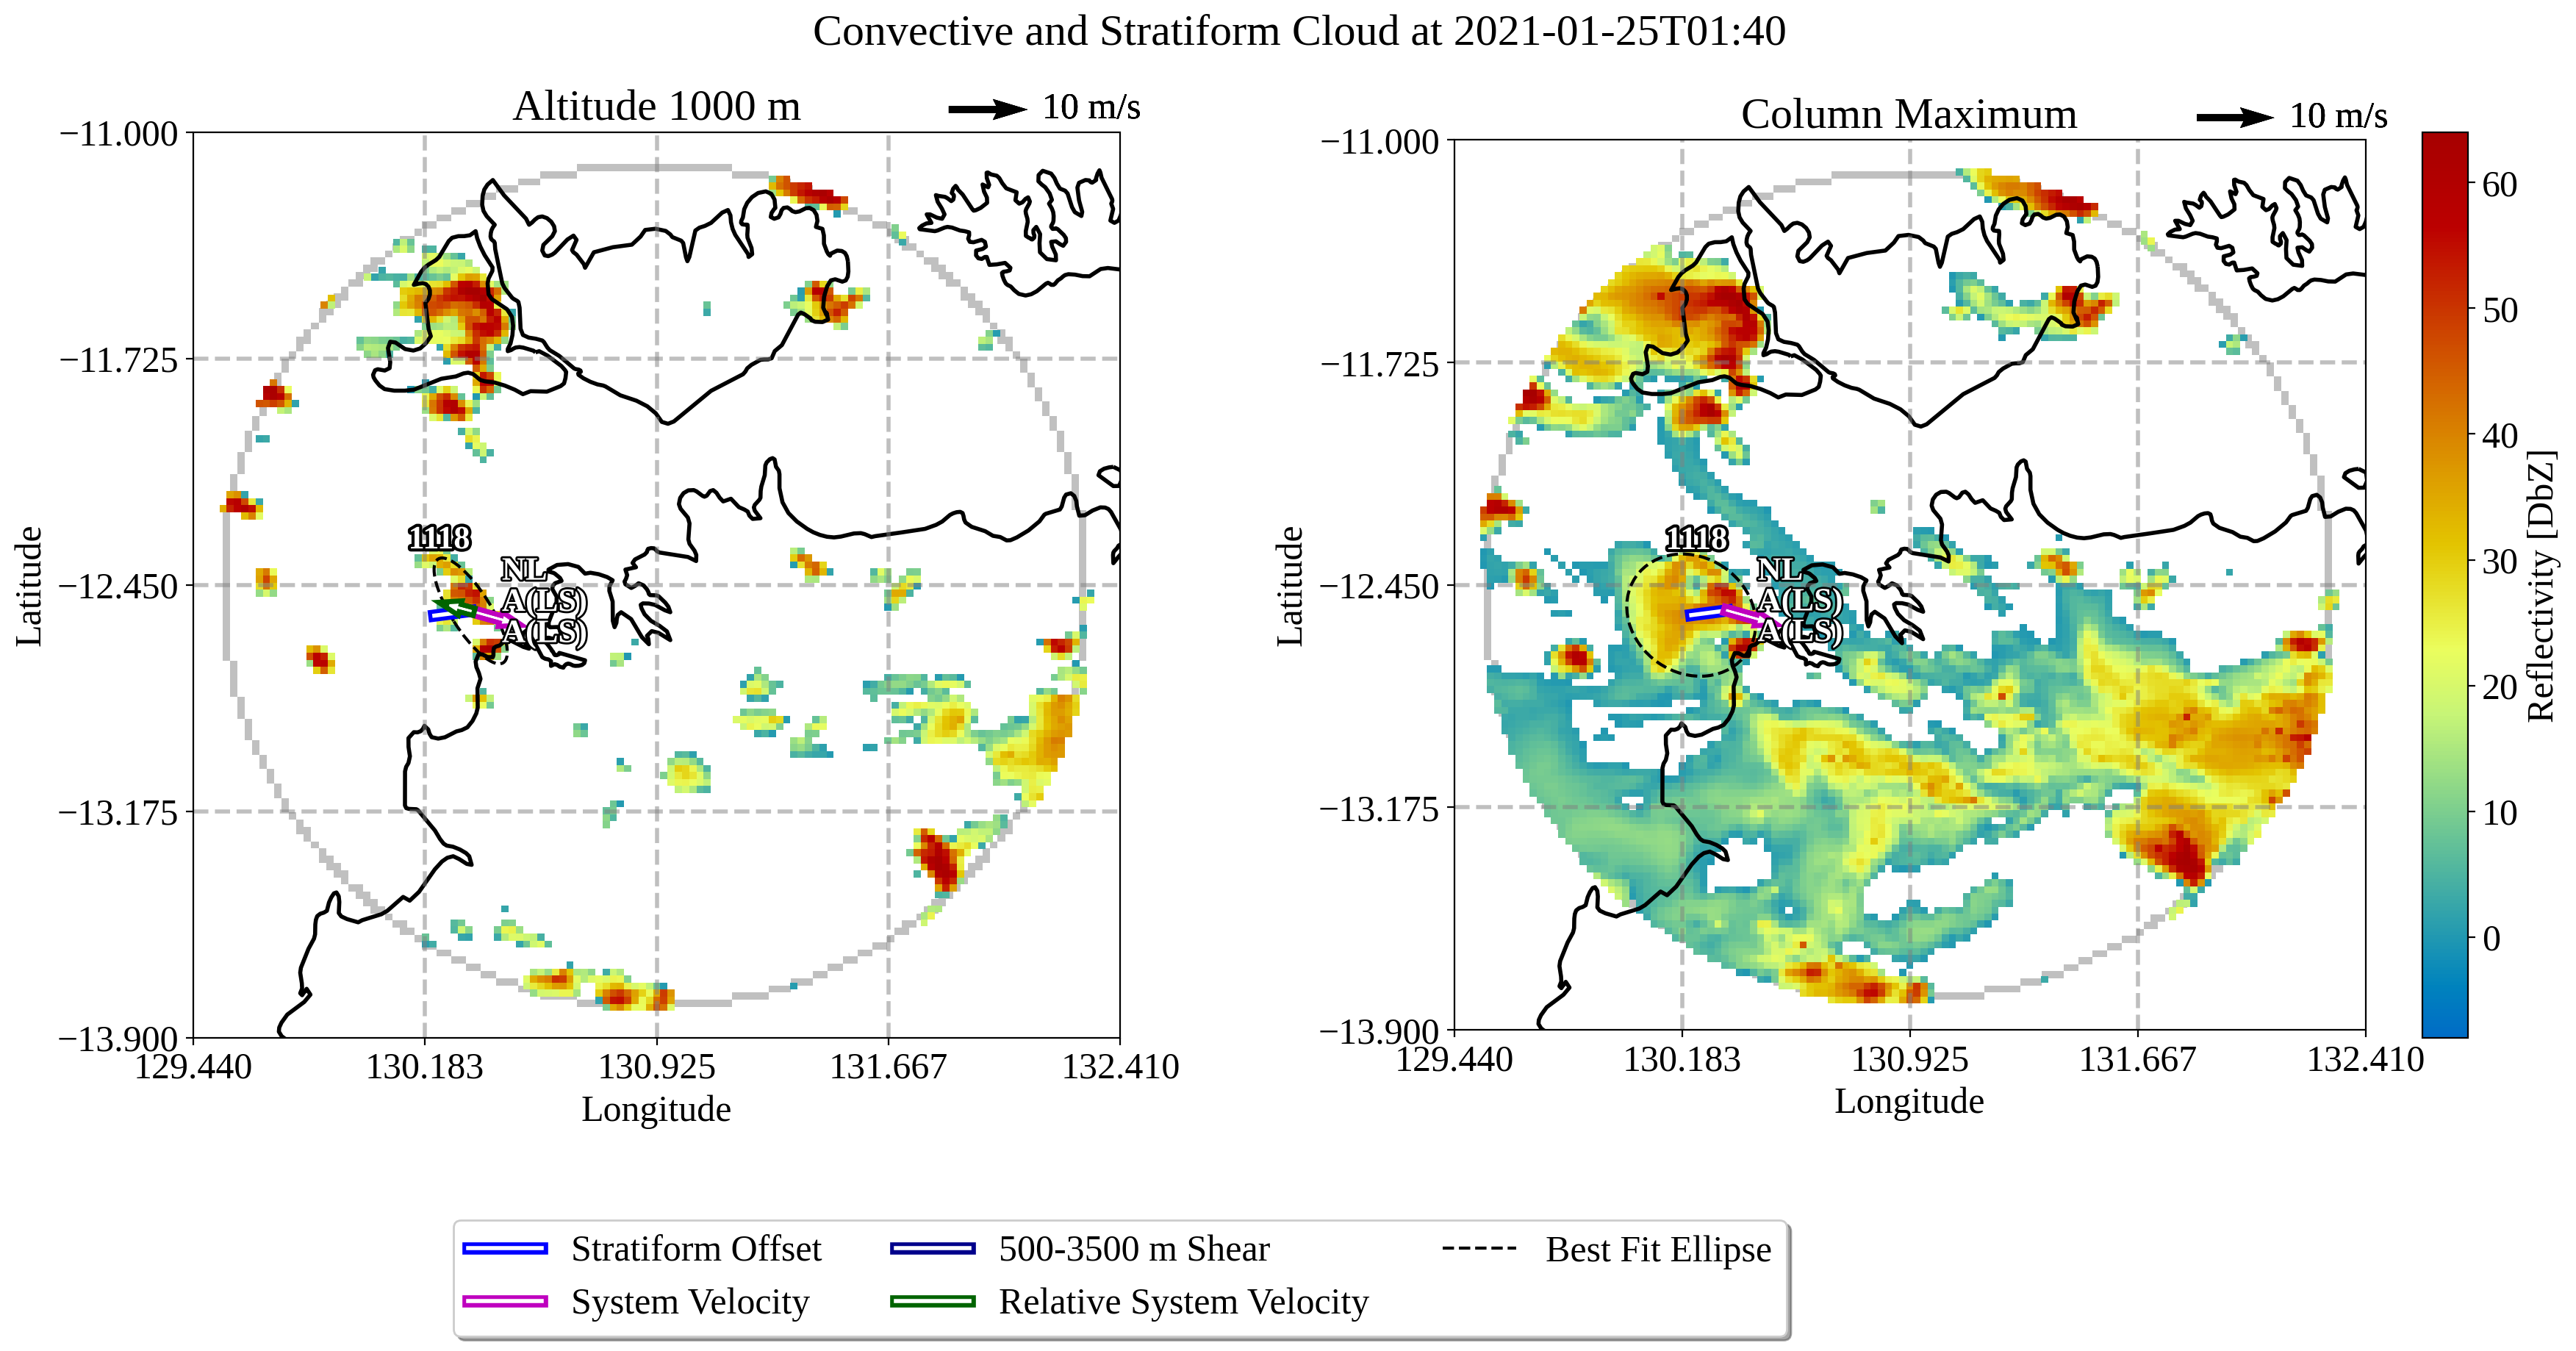 Convective and Stratiform Cloud at 2021-01-25T01:40
Altitude 1000 m
10 m/s
−11.000
−11.725
−12.450
−13.175
−13.900
Latitude
1118
NL
A(LS)
A(LS)
129.440
130.183
130.925
131.667
132.410
Longitude
Column Maximum
10 m/s
−11.000
−11.725
−12.450
−13.175
−13.900
Latitude
1118
NL
A(LS)
A(LS)
129.440
130.183
130.925
131.667
132.410
Longitude
60
50
40
30
20
10
0
Reflectivity [DbZ]
Stratiform Offset
System Velocity
500-3500 m Shear
Relative System Velocity
Best Fit Ellipse